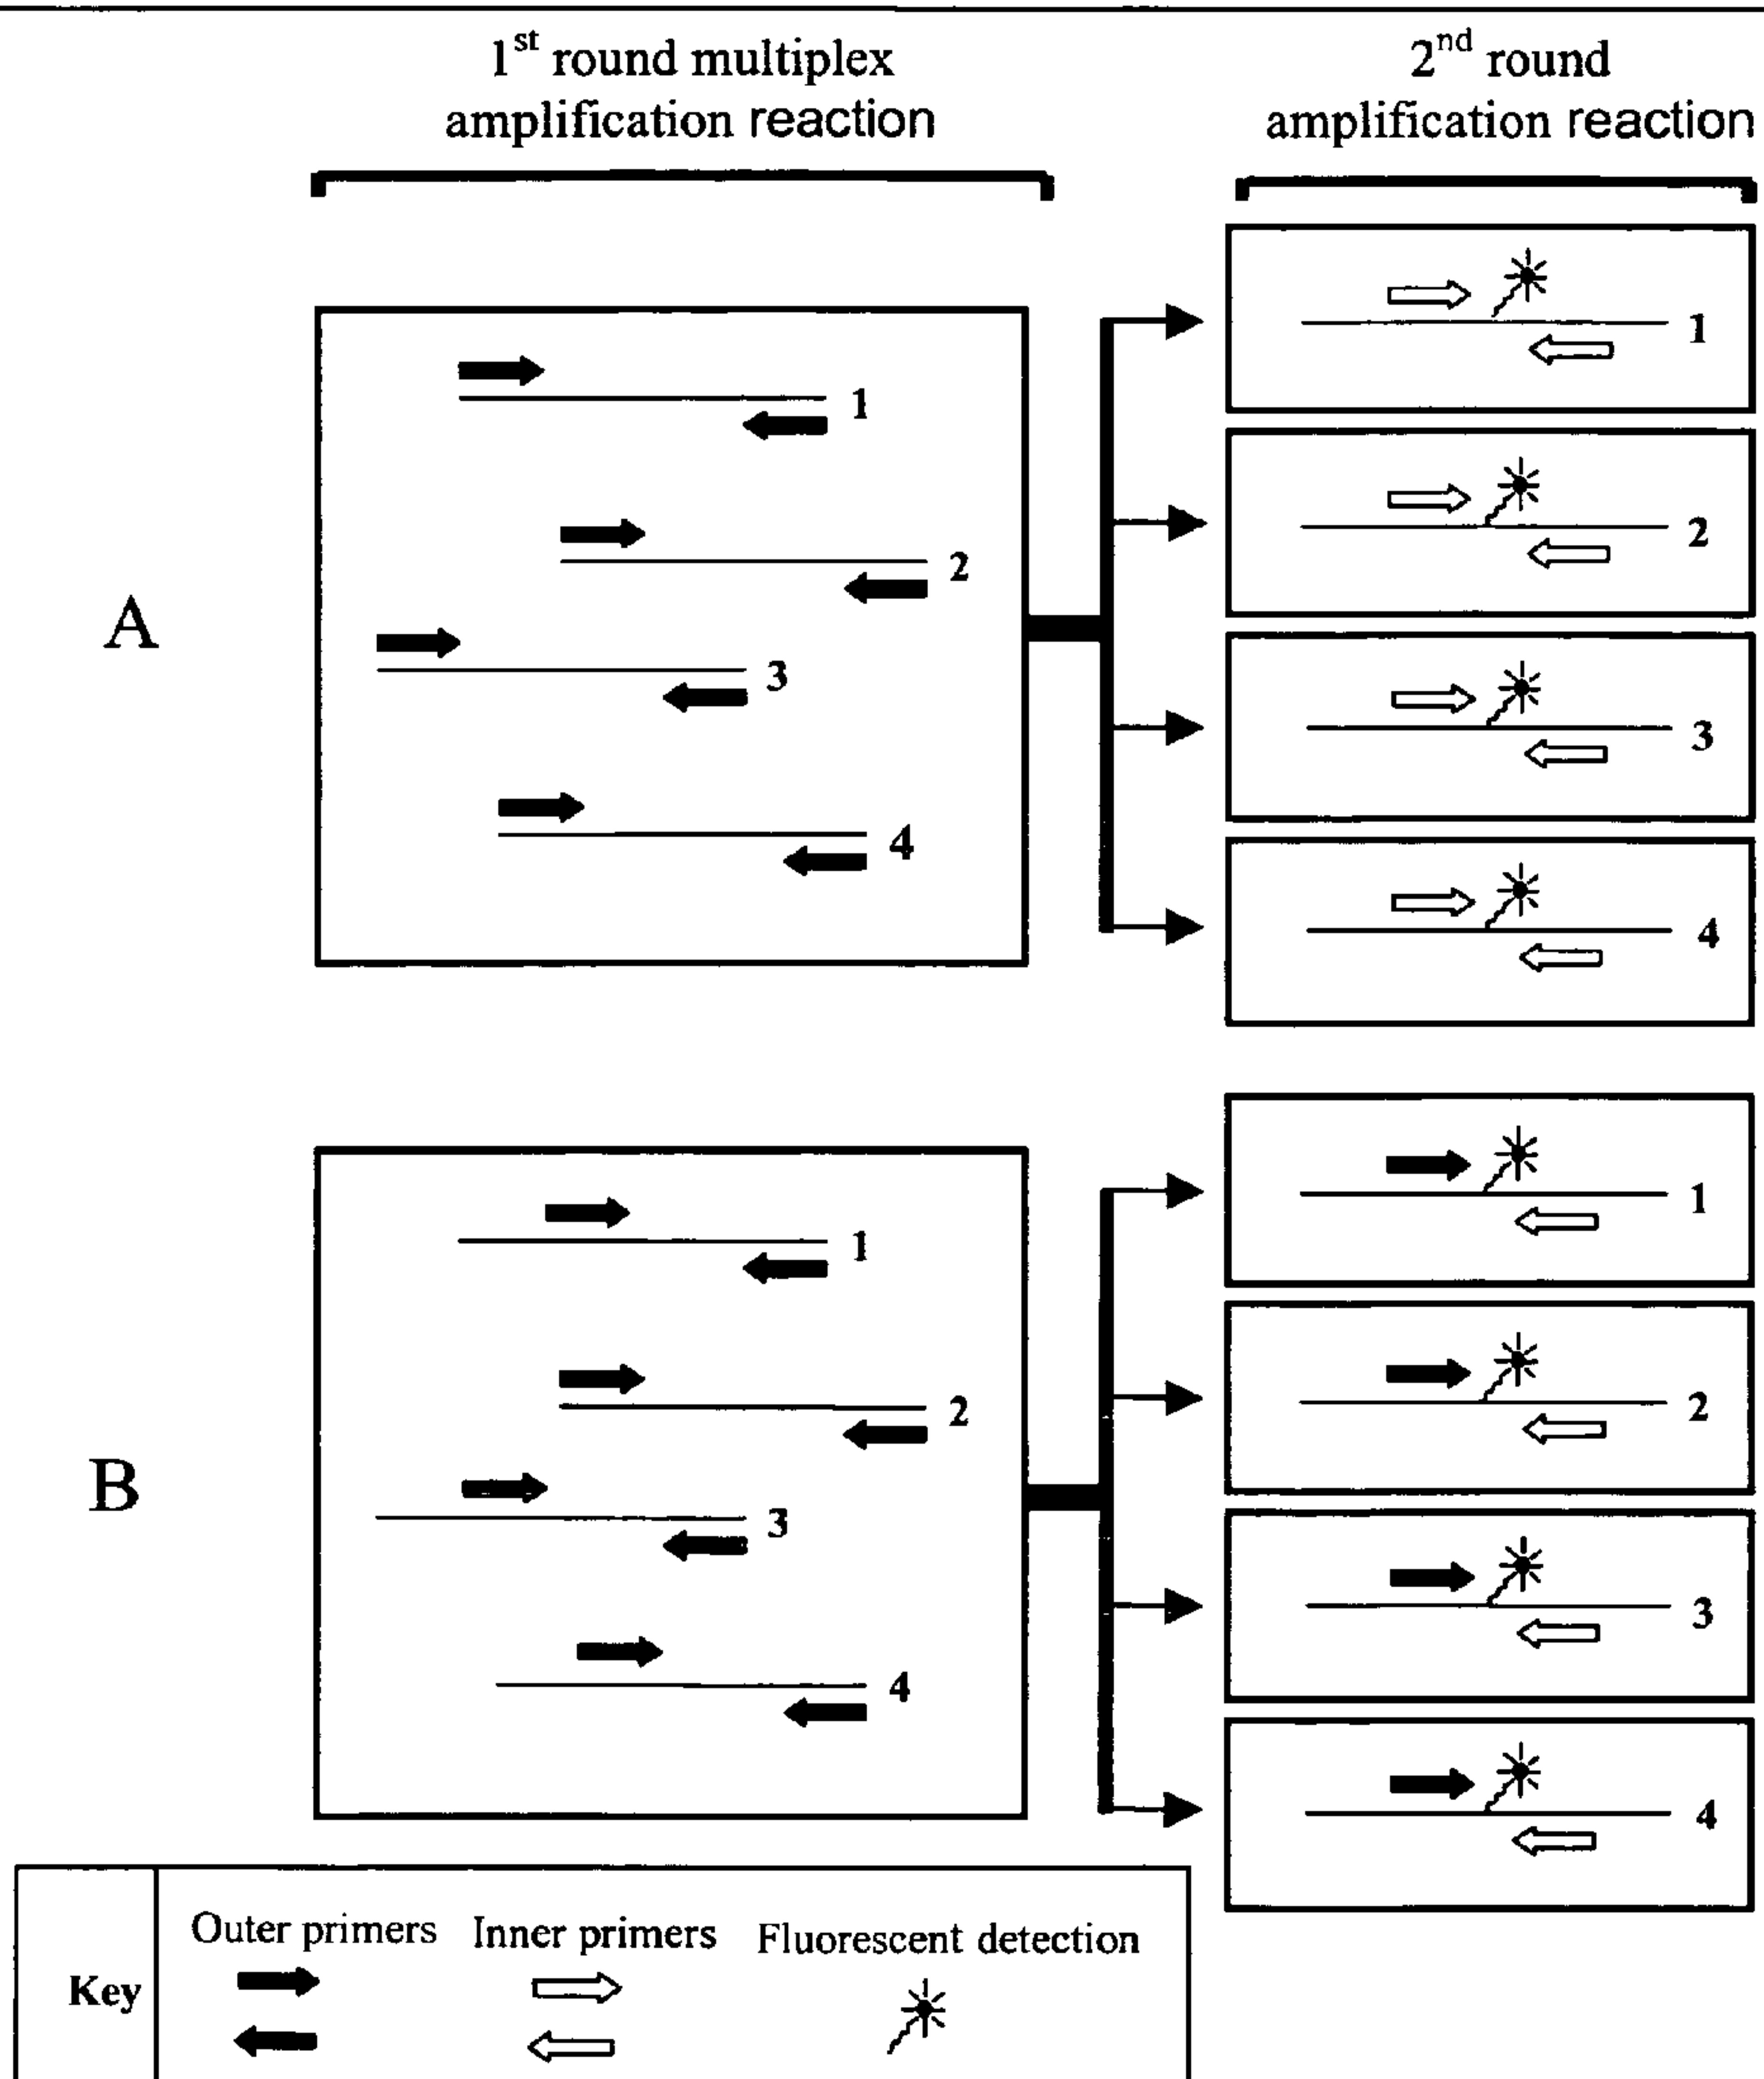 1st round multiplex
amplification reaction
2nd round
amplification reaction
A
1
2
3
4
1
2
3
4
B
1
2
3
4
1
2
3
4
Key
Outer primers
Inner primers
Fluorescent detection